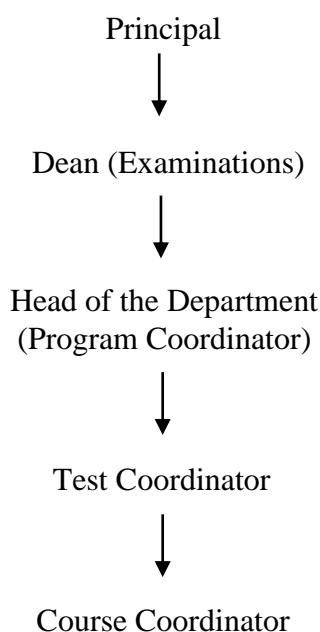 Principal
Dean (Examinations)
Head of the Department
(Program Coordinator)
Test Coordinator
Course Coordinator